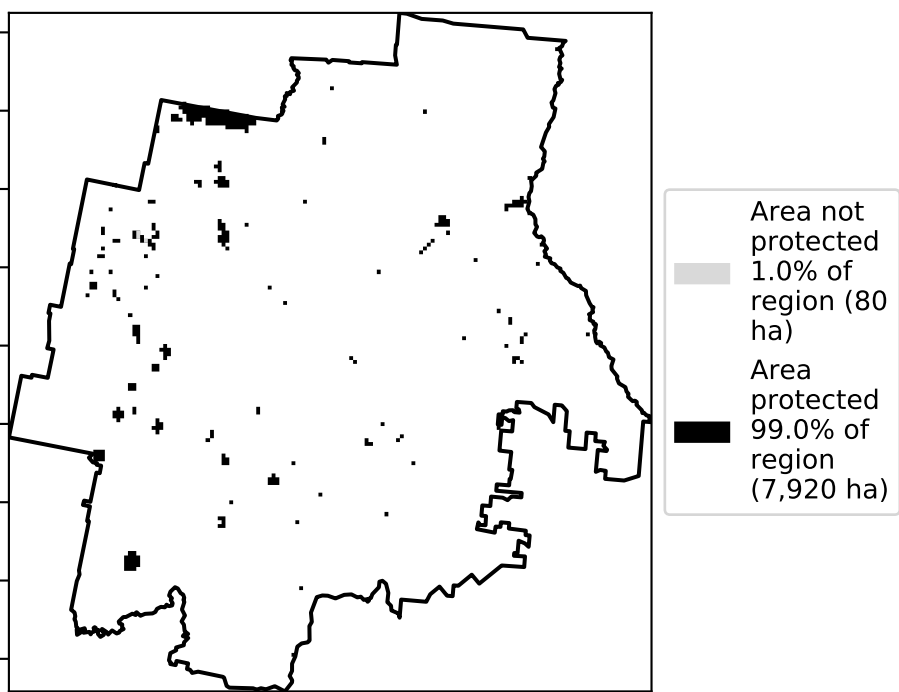 Area not
protected
1.0% of
region (80
ha)
Area
protected
99.0% of
region
(7,920 ha)